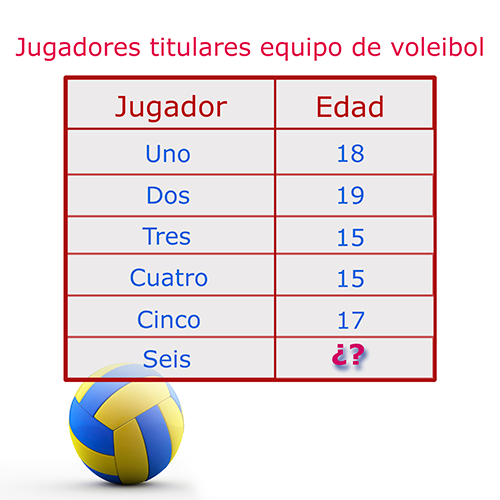 Jugadores titulares equipo de voleibol
Jugador Edad
Uno 18
Dos 19
Tres 15
Cuatro 15
Cinco 17
Seis ¿?